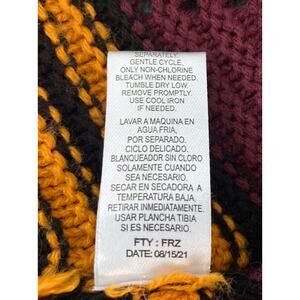 SEPARATELY.
GENTLE CYCLE.
ONLY NON-CHLORINE
BLEACH WHEN NEEDED.
TUMBLE DRY LOW.
REMOVE PROMPTLY.
USE COOL IRON
IF NEEDED.
LAVAR A MAQUINA EN
AGUA FRIA,
POR SEPARADO.
CICLO DELICADO.
BLANQUEADOR SIN CLORO
SOLAMENTE CUANDO
SEA NECESARIO.
SECAR EN SECADORA A
TEMPERATURA BAJA.
RETIRAR IMMEDIATAMENTE.
USAR PLANCHA TIBIA
SI ES NECESARIO.
FTY : FRZ
DATE: 08/15/21